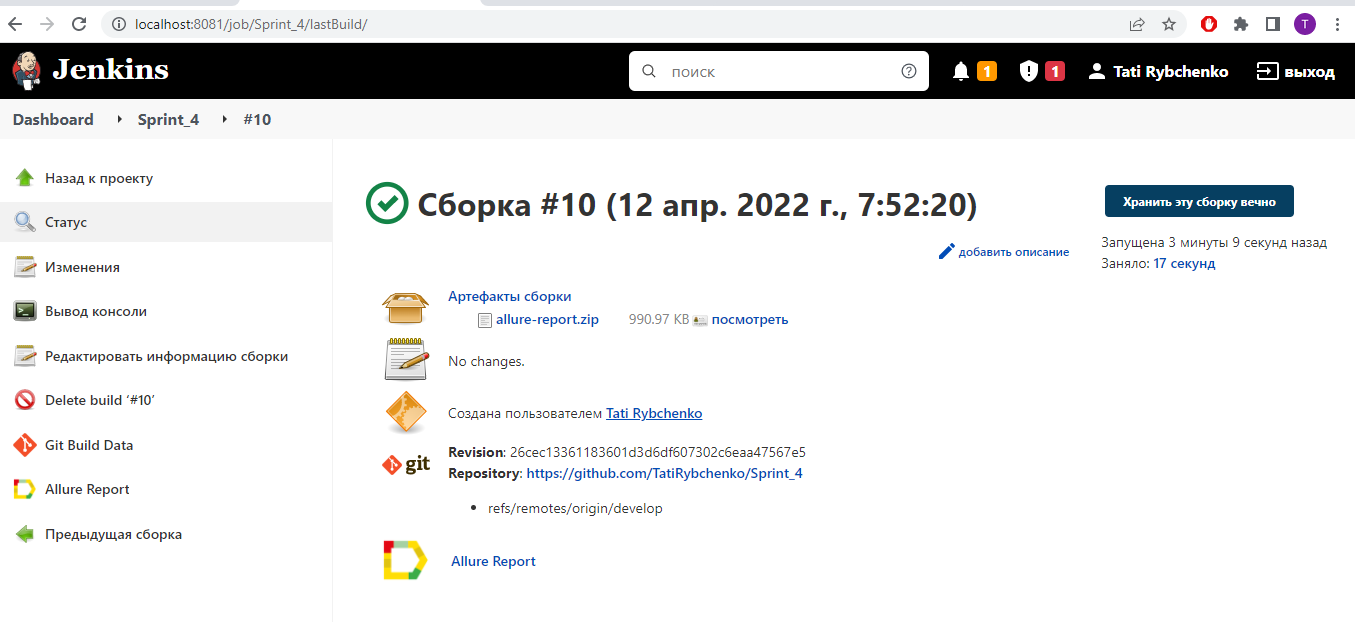 localhost:8081/job/Sprint_4/lastBuild/
T
Jenkins
поиск
1
1
Tati Rybchenko
выход
Dashboard
Sprint_4
#10
Назад к проекту
Статус
Изменения
Вывод консоли
Редактировать информацию сборки
Delete build ‘#10’
Git Build Data
Allure Report
Предыдущая сборка
Сборка #10 (12 апр. 2022 г., 7:52:20)
Хранить эту сборку вечно
добавить описание
Запущена 3 минуты 9 секунд назад
Заняло: 17 секунд
Артефакты сборки
allure-report.zip 990.97 KB посмотреть
No changes.
Создана пользователем Tati Rybchenko
git
Revision: 26cec13361183601d3d6df607302c6eaa47567e5
Repository: https://github.com/TatiRybchenko/Sprint_4
• refs/remotes/origin/develop
Allure Report